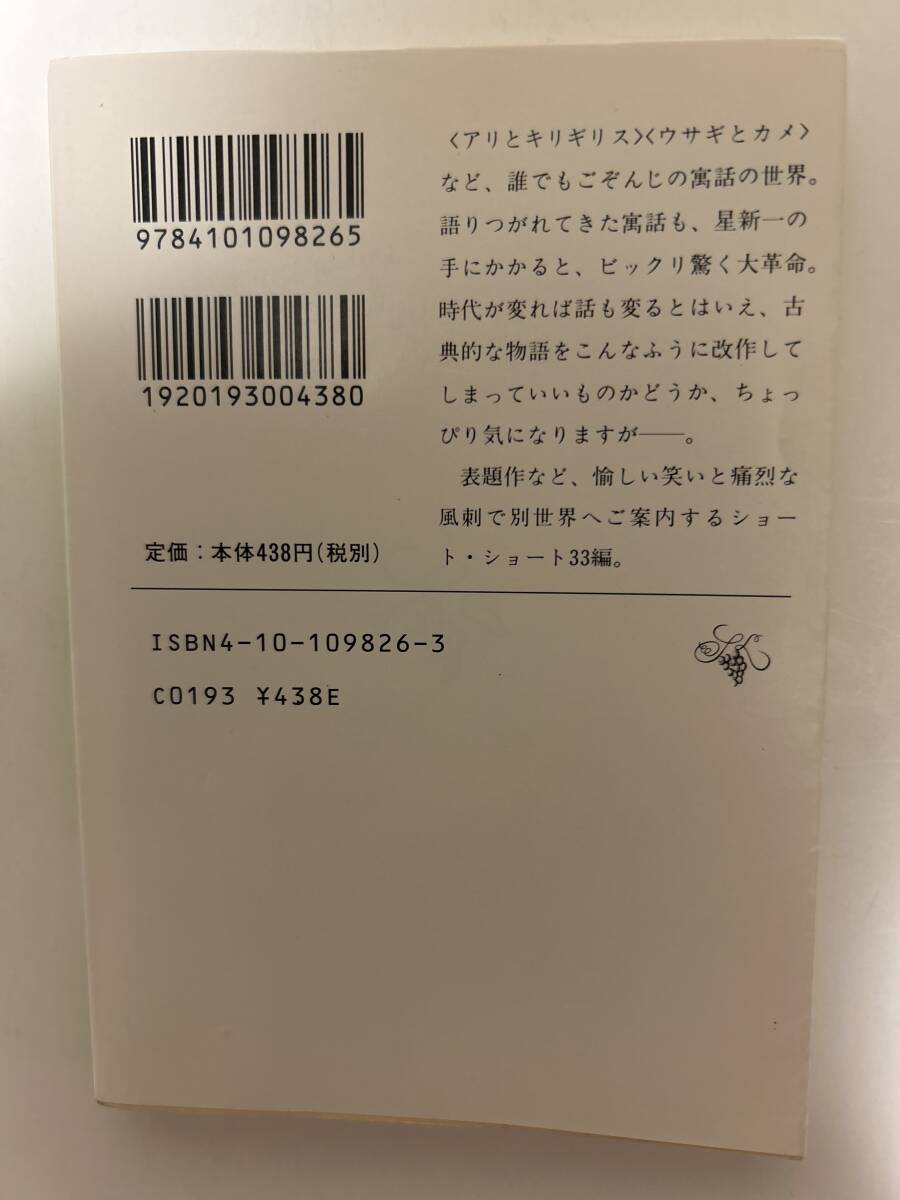 9784101098265
1920193004380
定価：本体438円(税別)
〈アリとキリギリス〉〈ウサギとカメ〉
など、誰でもごぞんじの寓話の世界。
語りつがれてきた寓話も、星新一の
手にかかると、ビックリ驚く大革命。
時代が変れば話も変るとはいえ、古
典的な物語をこんなふうに改作して
しまっていいものかどうか、ちょっ
ぴり気になりますが——。
表題作など、愉しい笑いと痛烈な
風刺で別世界へご案内するショー
ト・ショート33編。
ISBN4-10-109826-3
C0193 ¥438E
SK